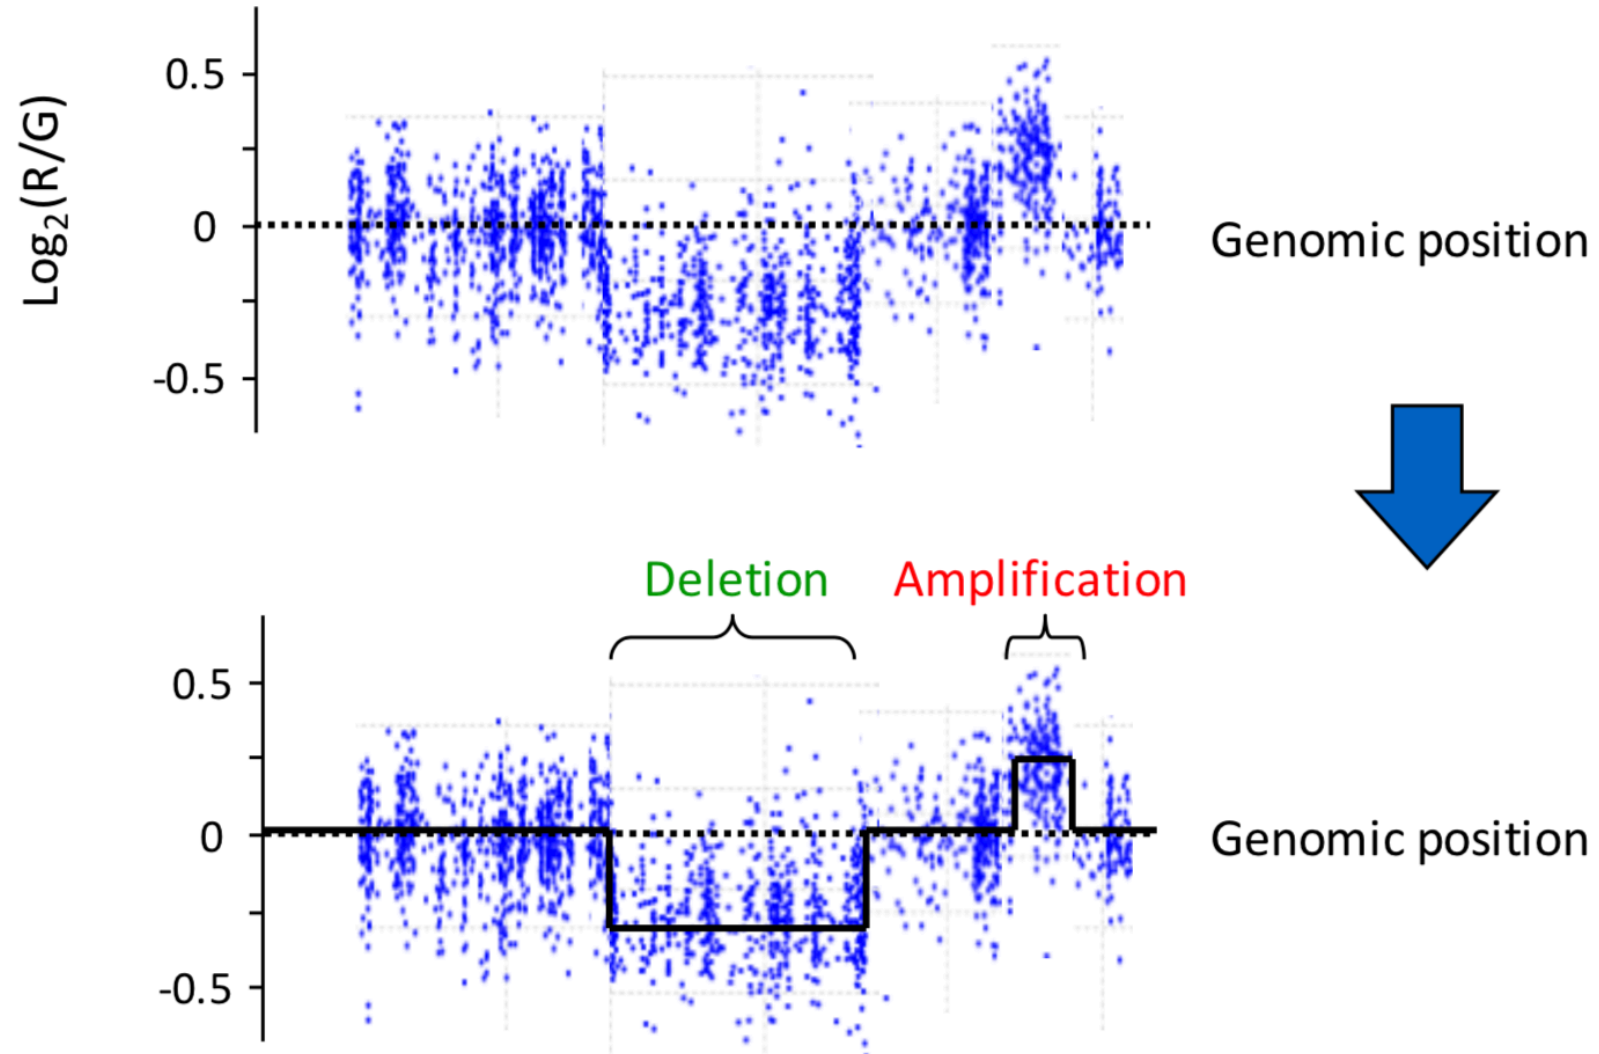 Log₂(R/G)
0.5
0
-0.5
Genomic position
Deletion
Amplification
0.5
0
-0.5
Genomic position